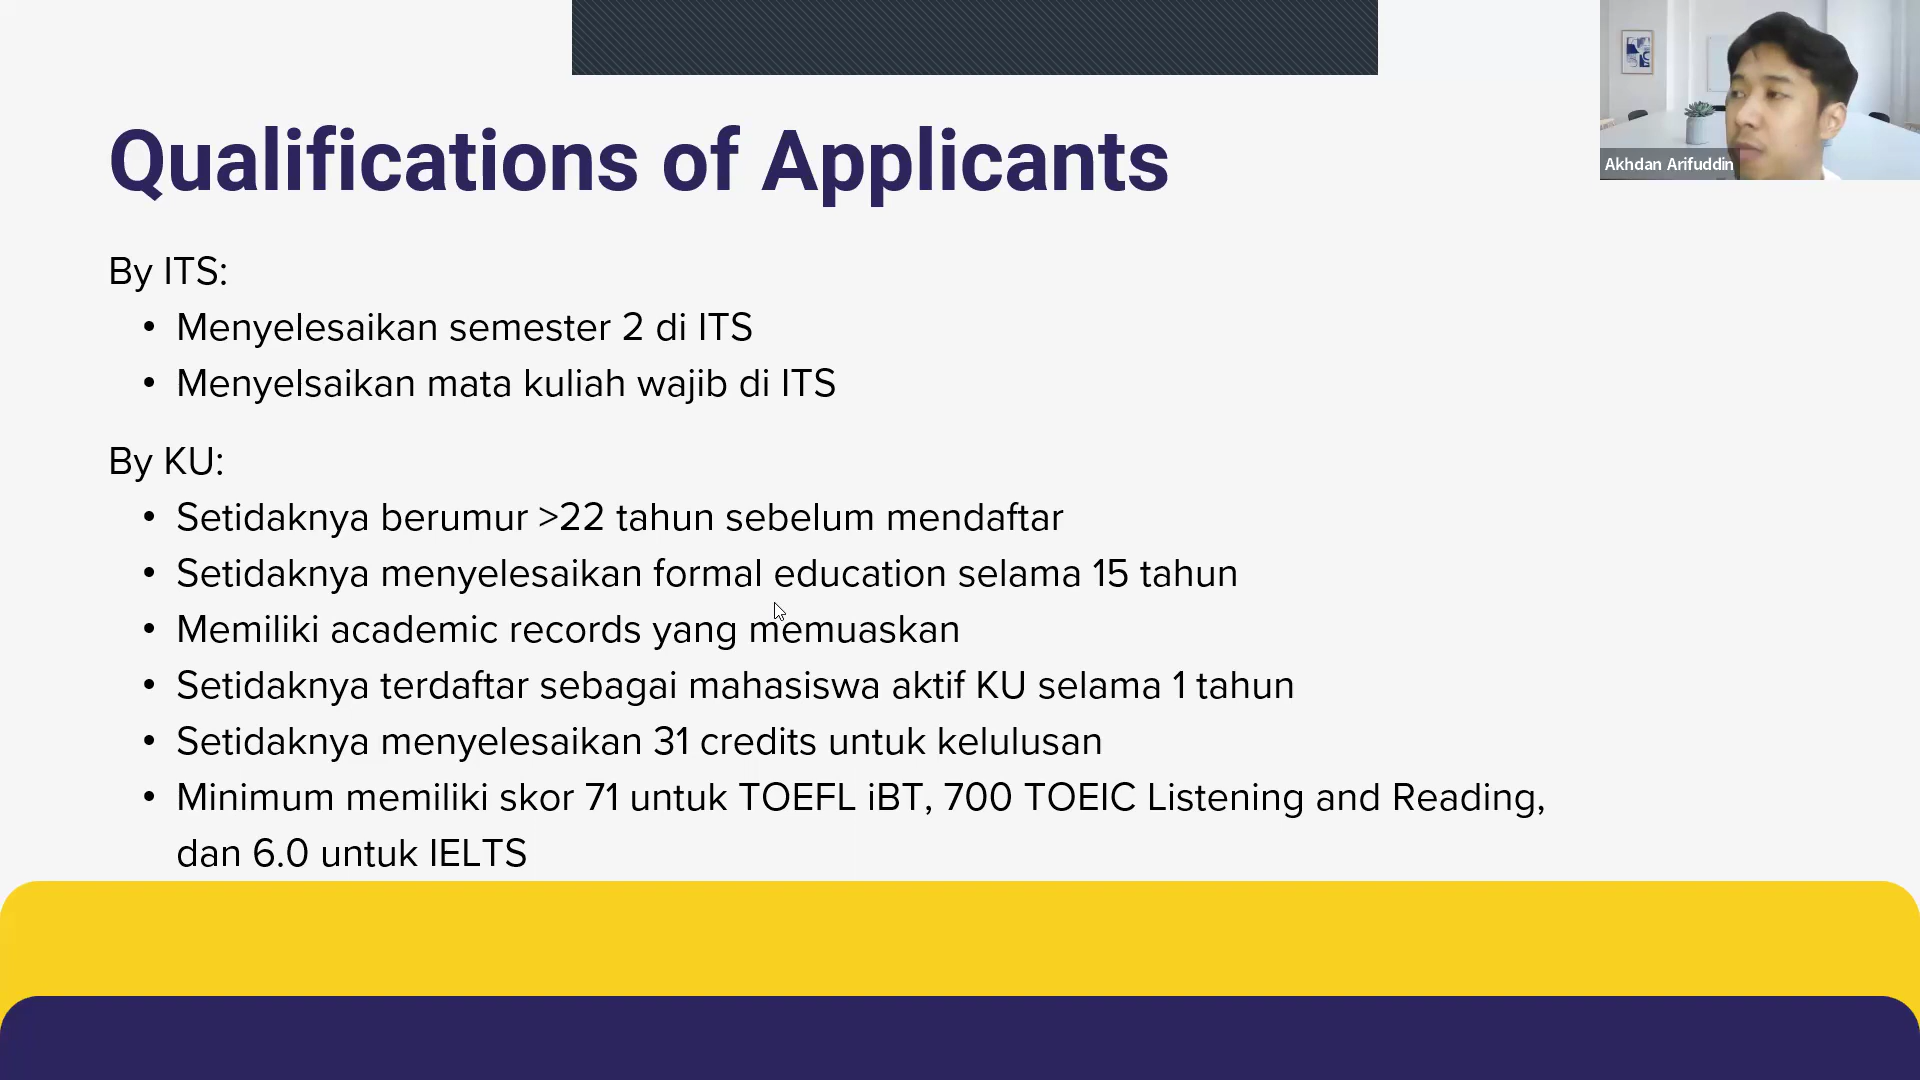 Qualifications of Applicants
Akhdan Arifuddin
By ITS:
• Menyelesaikan semester 2 di ITS
• Menyelsaikan mata kuliah wajib di ITS
By KU:
• Setidaknya berumur >22 tahun sebelum mendaftar
• Setidaknya menyelesaikan formal education selama 15 tahun
• Memiliki academic records yang memuaskan
• Setidaknya terdaftar sebagai mahasiswa aktif KU selama 1 tahun
• Setidaknya menyelesaikan 31 credits untuk kelulusan
• Minimum memiliki skor 71 untuk TOEFL iBT, 700 TOEIC Listening and Reading,
dan 6.0 untuk IELTS